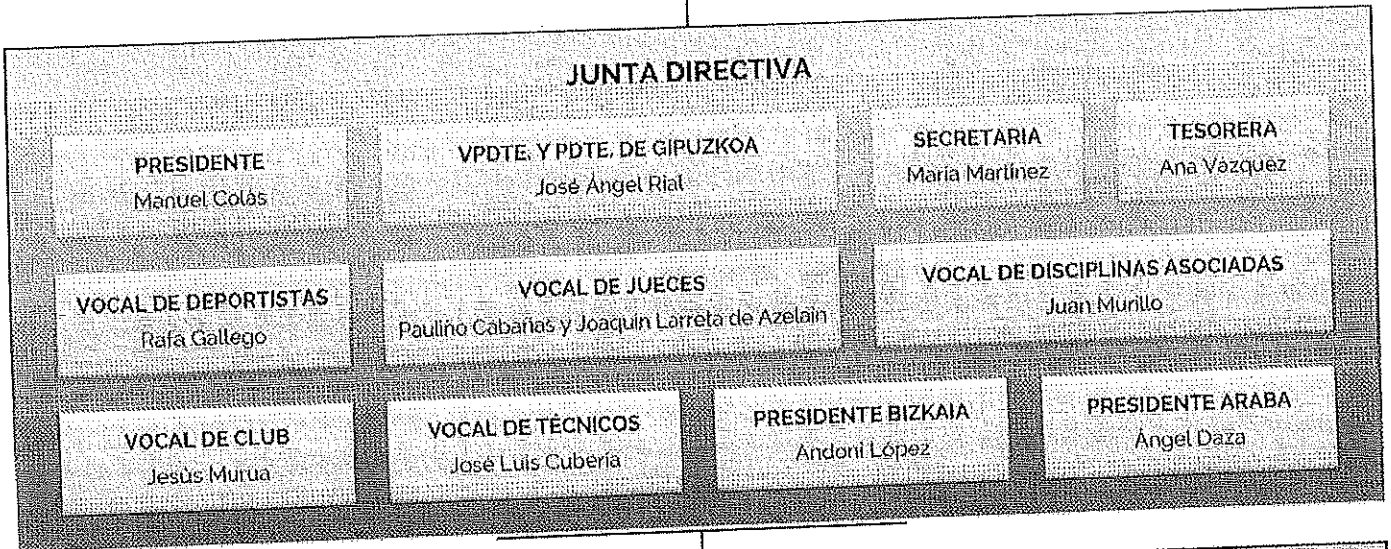 JUNTA DIRECTIVA
PRESIDENTE
Manuel Colás
VPDTE. Y PDTE. DE GIPUZKOA
José Ángel Rial
SECRETARIA
María Martínez
TESORERA
Ana Vázquez
VOCAL DE DEPORTISTAS
Rafa Gallego
VOCAL DE JUECES
Pauliño Cabañas y Joaquín Larreta de Azelain
VOCAL DE DISCIPLINAS ASOCIADAS
Juan Murillo
VOCAL DE CLUB
Jesús Murua
VOCAL DE TÉCNICOS
José Luis Cubería
PRESIDENTE BIZKAIA
Andoni López
PRESIDENTE ARABA
Ángel Daza